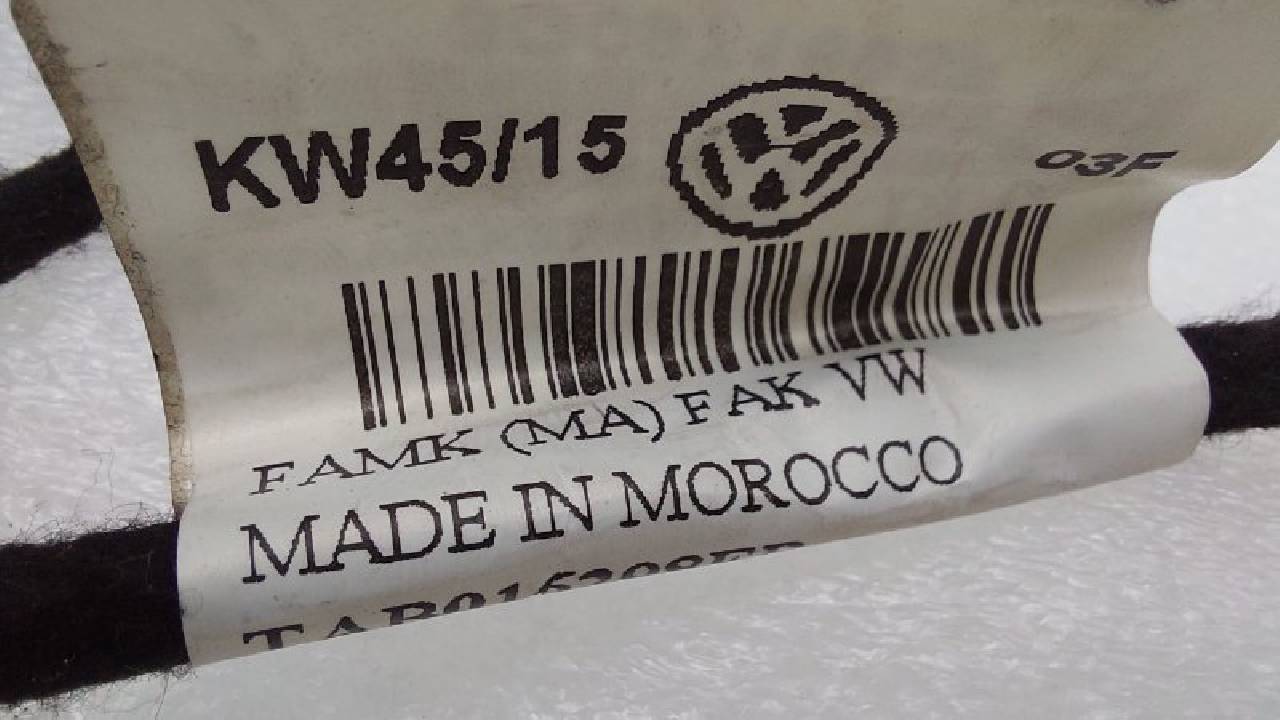 KW45/15
03F
FAMK (MA) FAK VW
MADE IN MOROCCO